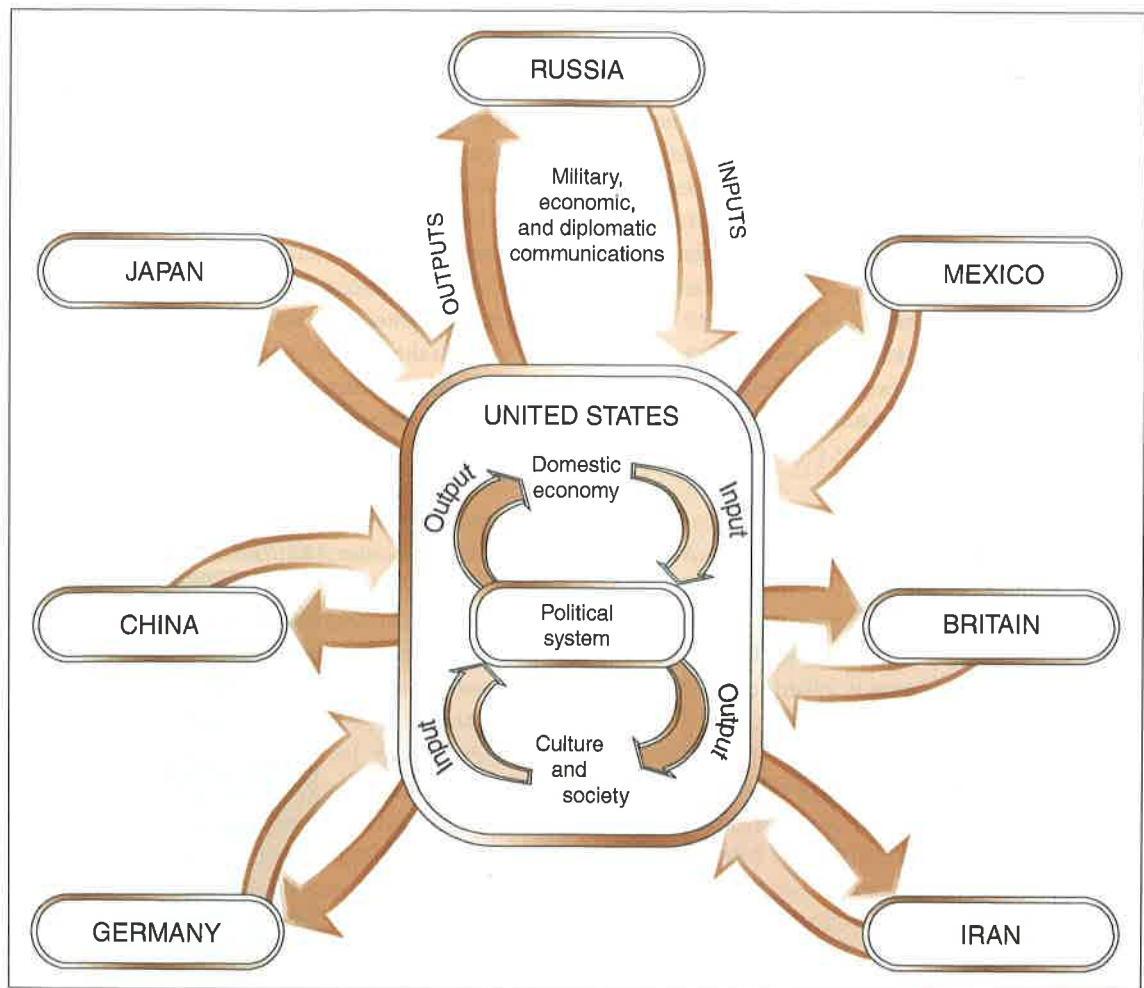 RUSSIA
Military,
economic,
and diplomatic
communications
OUTPUTS
INPUTS
JAPAN
MEXICO
UNITED STATES
Domestic
economy
Output
Input
Political
system
CHINA
BRITAIN
Input
Output
Culture
and
society
GERMANY
IRAN